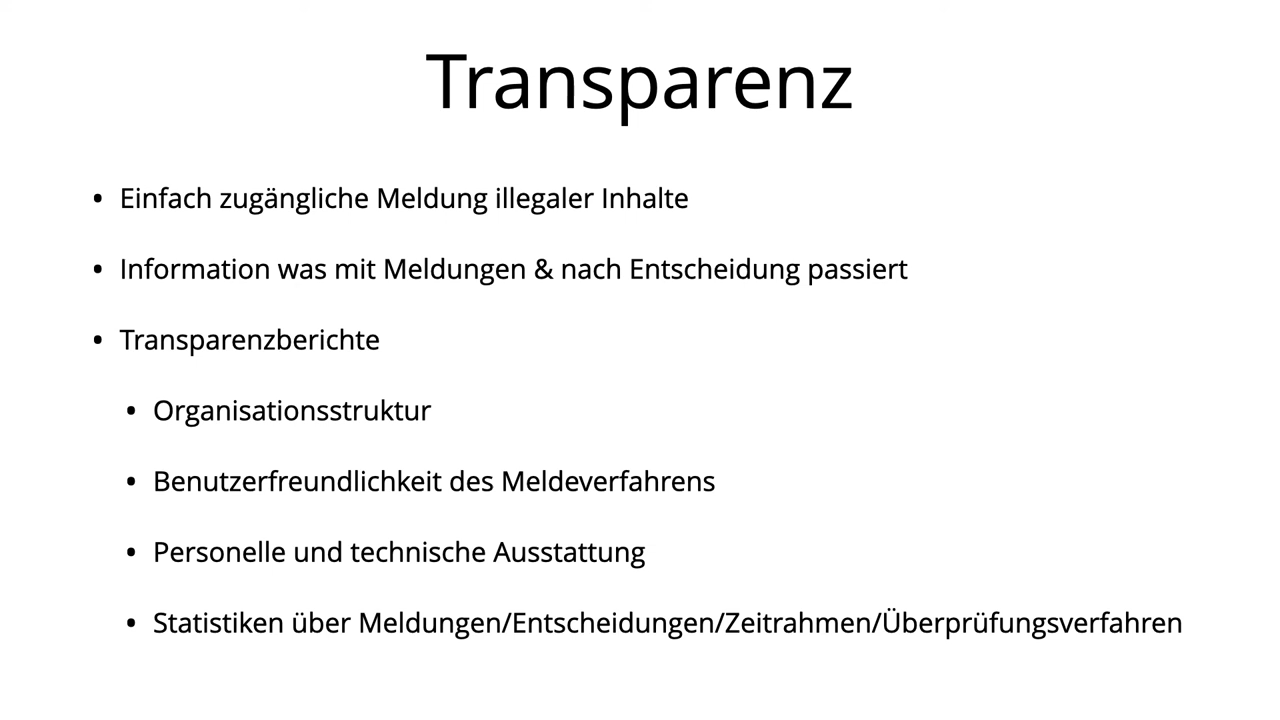 Transparenz
• Einfach zugängliche Meldung illegaler Inhalte
• Information was mit Meldungen & nach Entscheidung passiert
• Transparenzberichte
• Organisationsstruktur
• Benutzerfreundlichkeit des Meldeverfahrens
• Personelle und technische Ausstattung
• Statistiken über Meldungen/Entscheidungen/Zeitrahmen/Überprüfungsverfahren